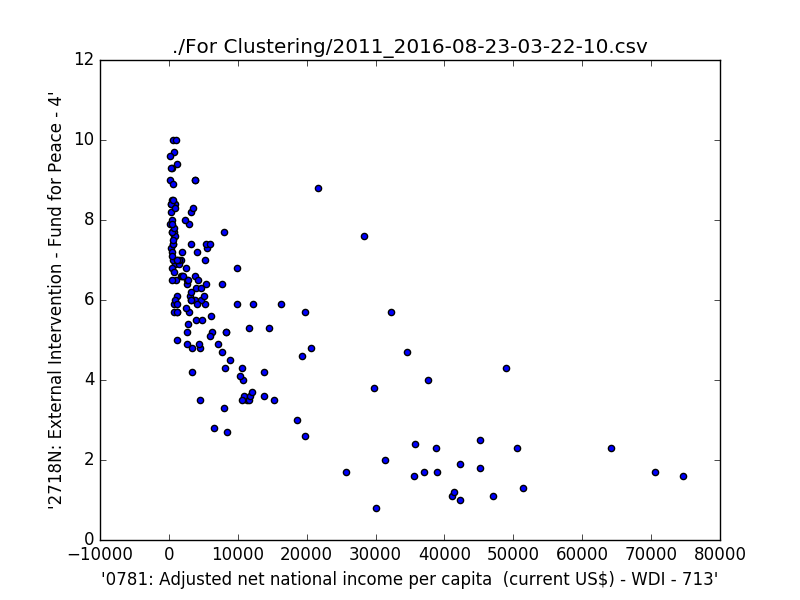 ./For Clustering/2011_2016-08-23-03-22-10.csv
12
10
8
6
4
2
0
'2718N: External Intervention - Fund for Peace - 4'
−10000 0 10000 20000 30000 40000 50000 60000 70000 80000
'0781: Adjusted net national income per capita  (current US$) - WDI - 713'